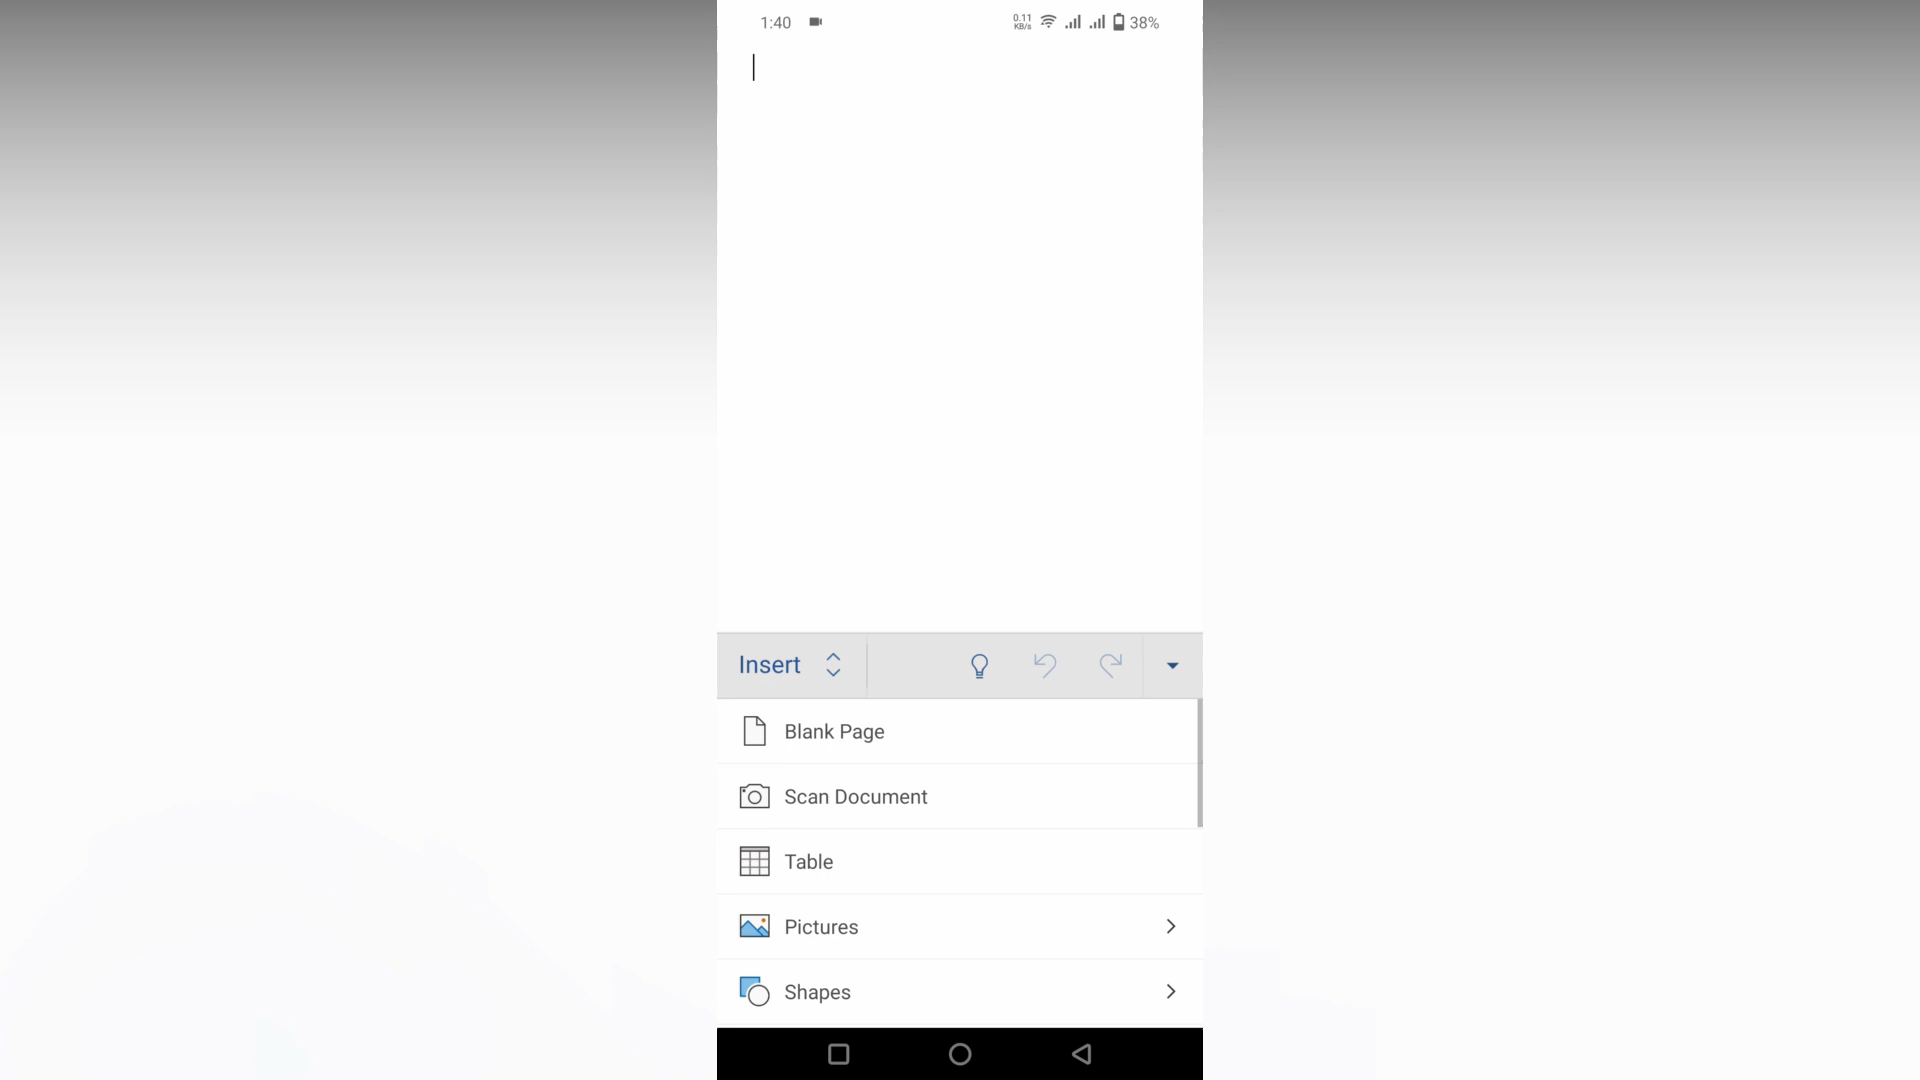 1:40 0.11 KB/s 38%
Insert
Blank Page
Scan Document
Table
Pictures
Shapes